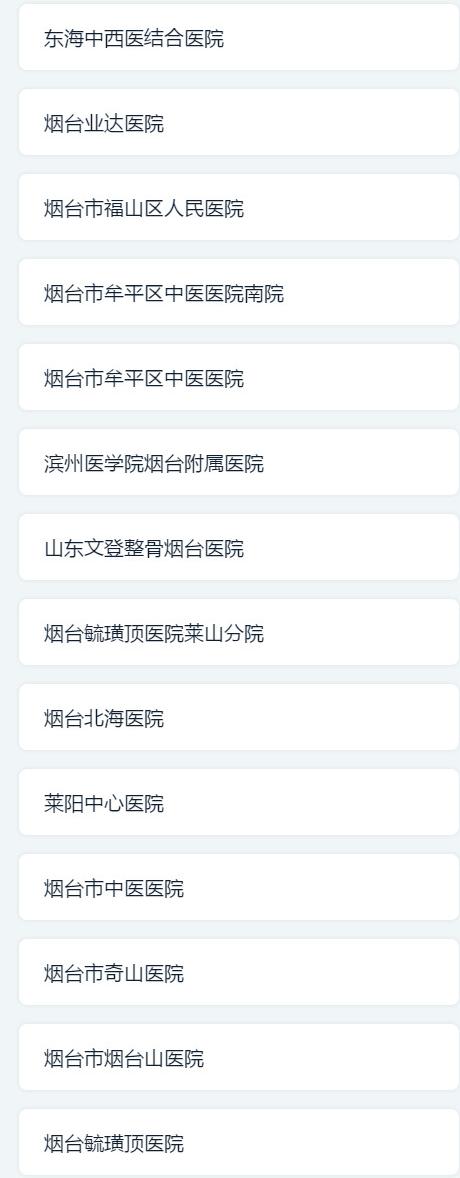 东海中西医结合医院
烟台业达医院
烟台市福山区人民医院
烟台市牟平区中医医院南院
烟台市牟平区中医医院
滨州医学院烟台附属医院
山东文登整骨烟台医院
烟台毓璜顶医院莱山分院
烟台北海医院
莱阳中心医院
烟台市中医医院
烟台市奇山医院
烟台市烟台山医院
烟台毓璜顶医院